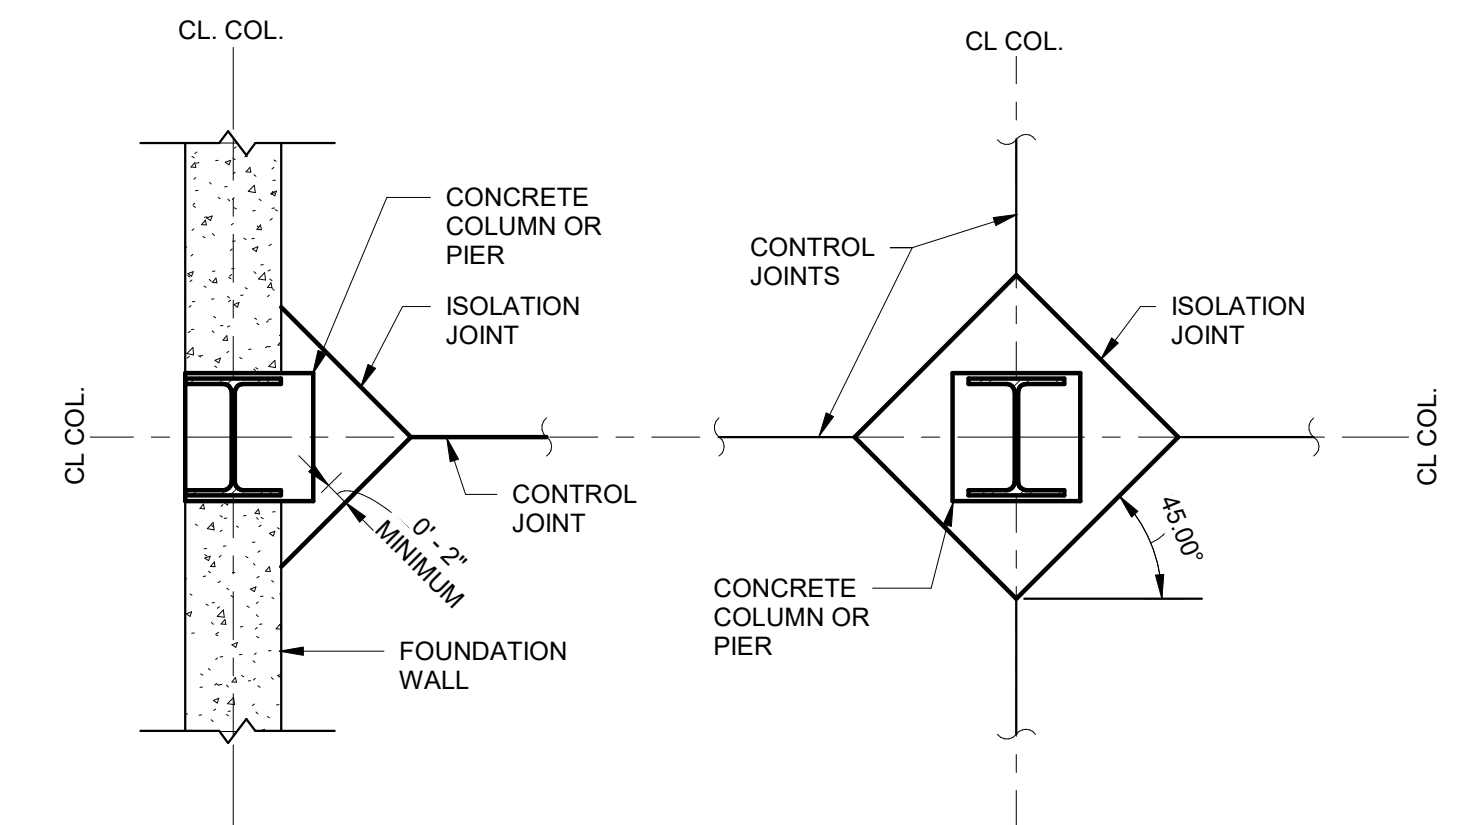 CL. COL.
CONCRETE
COLUMN OR
PIER
ISOLATION
JOINT
CL COL.
CONTROL
JOINT
0' - 2"
MINIMUM
FOUNDATION
WALL
CL COL.
CONTROL
JOINTS
ISOLATION
JOINT
CL COL.
45.00°
CONCRETE
COLUMN OR
PIER